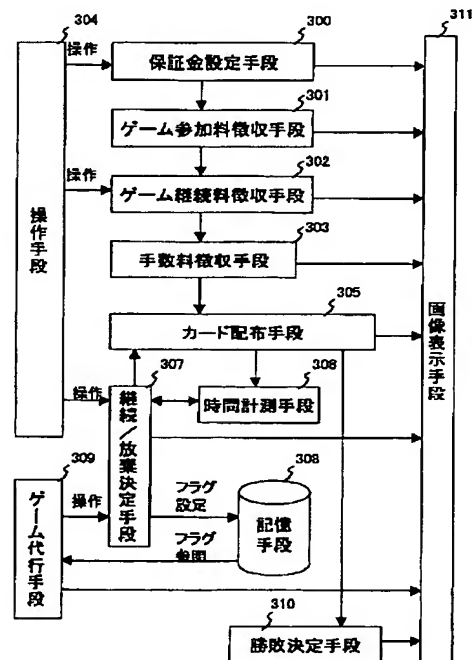 304
300
311
操作
保証金設定手段
301
ゲーム参加料徴収手段
302
操作
ゲーム継続料徴収手段
303
操作手段
手数料徴収手段
305
カード配布手段
画像表示手段
307
306
操作
継続/放棄決定手段
時間計測手段
309
308
ゲーム代行手段
操作
フラグ
設定
記憶
手段
フラグ
参照
310
勝敗決定手段